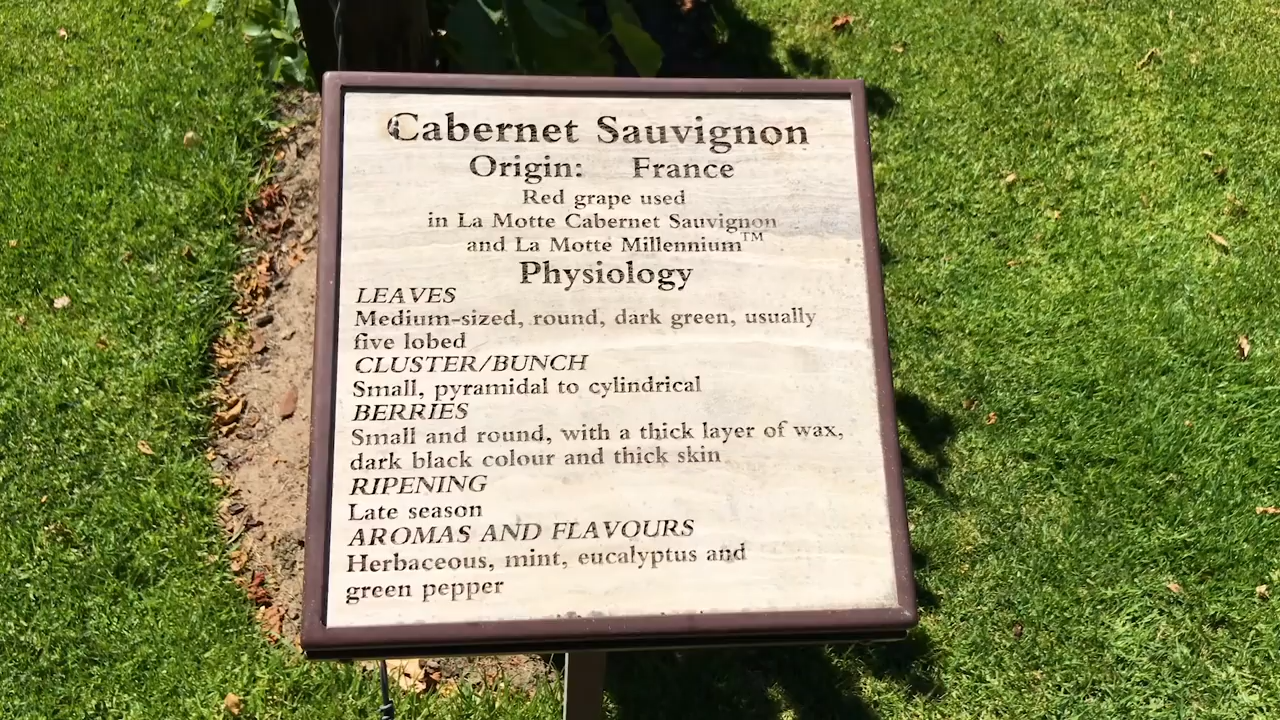 Cabernet Sauvignon
Origin: France
Red grape used
in La Motte Cabernet Sauvignon
and La Motte Millennium™
Physiology
LEAVES
Medium-sized, round, dark green, usually
five lobed
CLUSTER/BUNCH
Small, pyramidal to cylindrical
BERRIES
Small and round, with a thick layer of wax,
dark black colour and thick skin
RIPENING
Late season
AROMAS AND FLAVOURS
Herbaceous, mint, eucalyptus and
green pepper